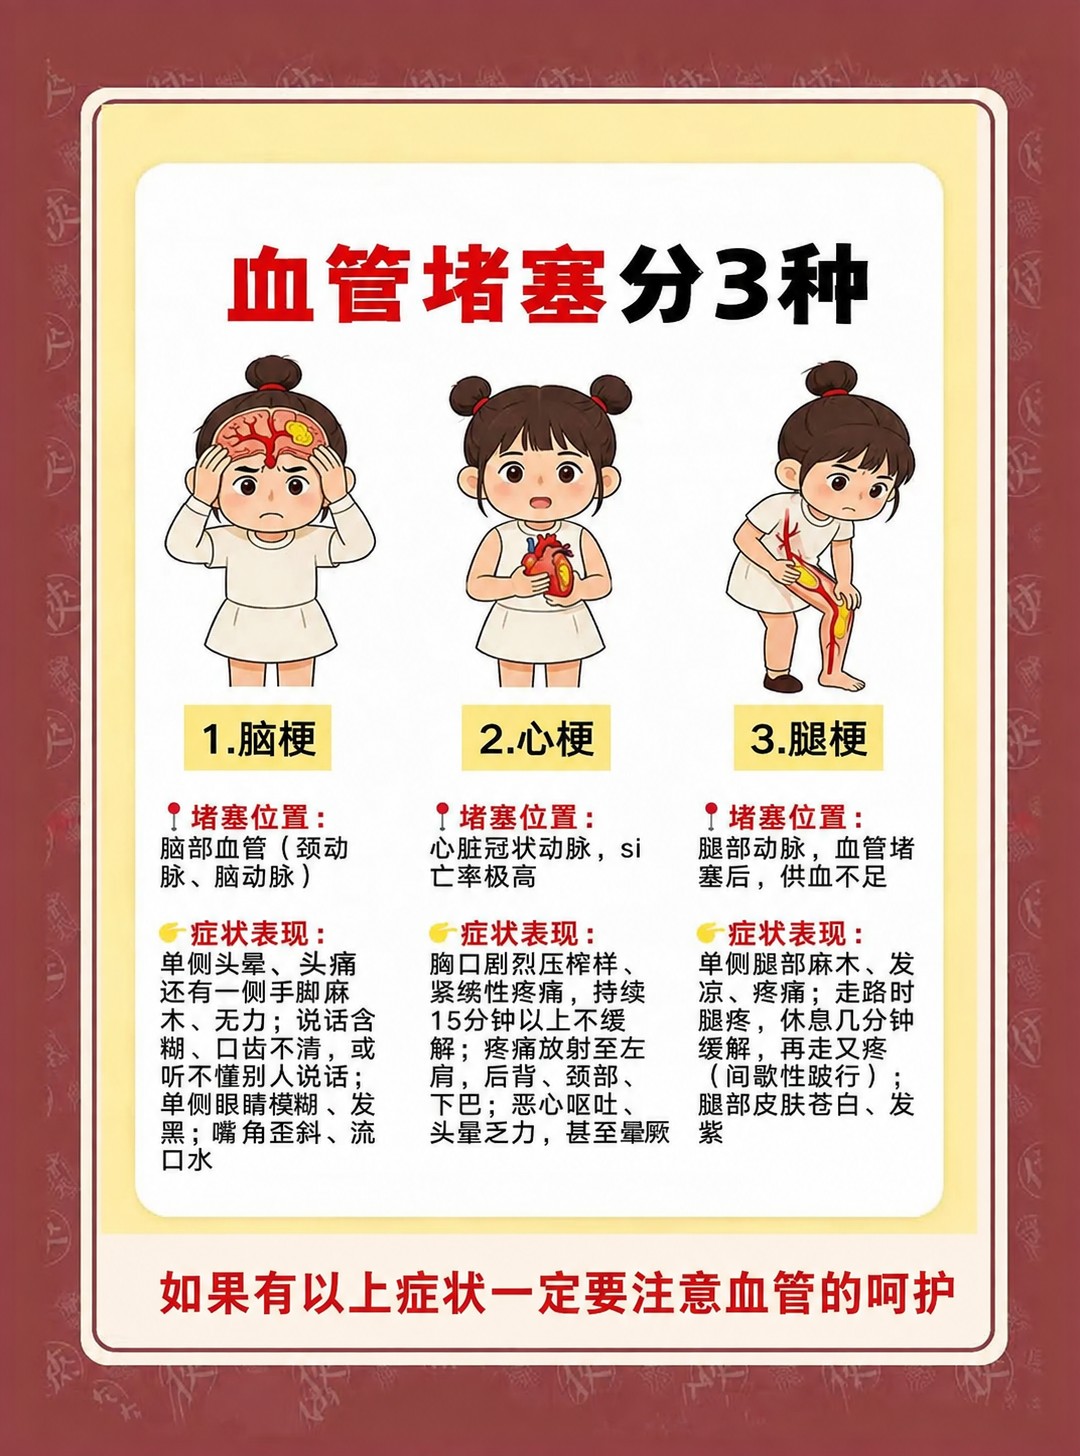 血管堵塞分3种
1.脑梗
堵塞位置：
脑部血管（颈动
脉、脑动脉）
症状表现：
单侧头晕、头痛
还有一侧手脚麻
木、无力；说话含
糊、口齿不清，或
听不懂别人说话；
单侧眼睛模糊、发
黑；嘴角歪斜、流
口水
2.心梗
堵塞位置：
心脏冠状动脉，si
亡率极高
症状表现：
胸口剧烈压榨样、
紧缩性疼痛，持续
15分钟以上不缓
解；疼痛放射至左
肩，后背、颈部、
下巴；恶心呕吐、
头晕乏力，甚至晕厥
3.腿梗
堵塞位置：
腿部动脉，血管堵
塞后，供血不足
症状表现：
单侧腿部麻木、发
凉、疼痛；走路时
腿疼，休息几分钟
缓解，再走又疼
（间歇性跛行）；
腿部皮肤苍白、发
紫
如果有以上症状一定要注意血管的呵护